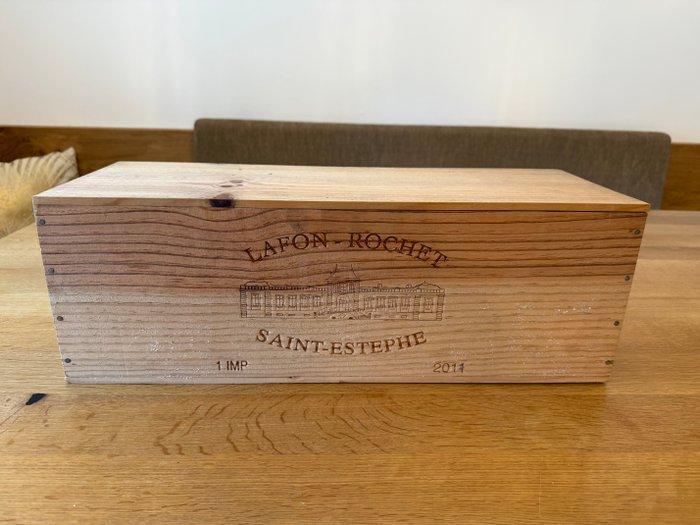 LAFON - ROCHET
SAINT-ESTEPHE
1 IMP 2011